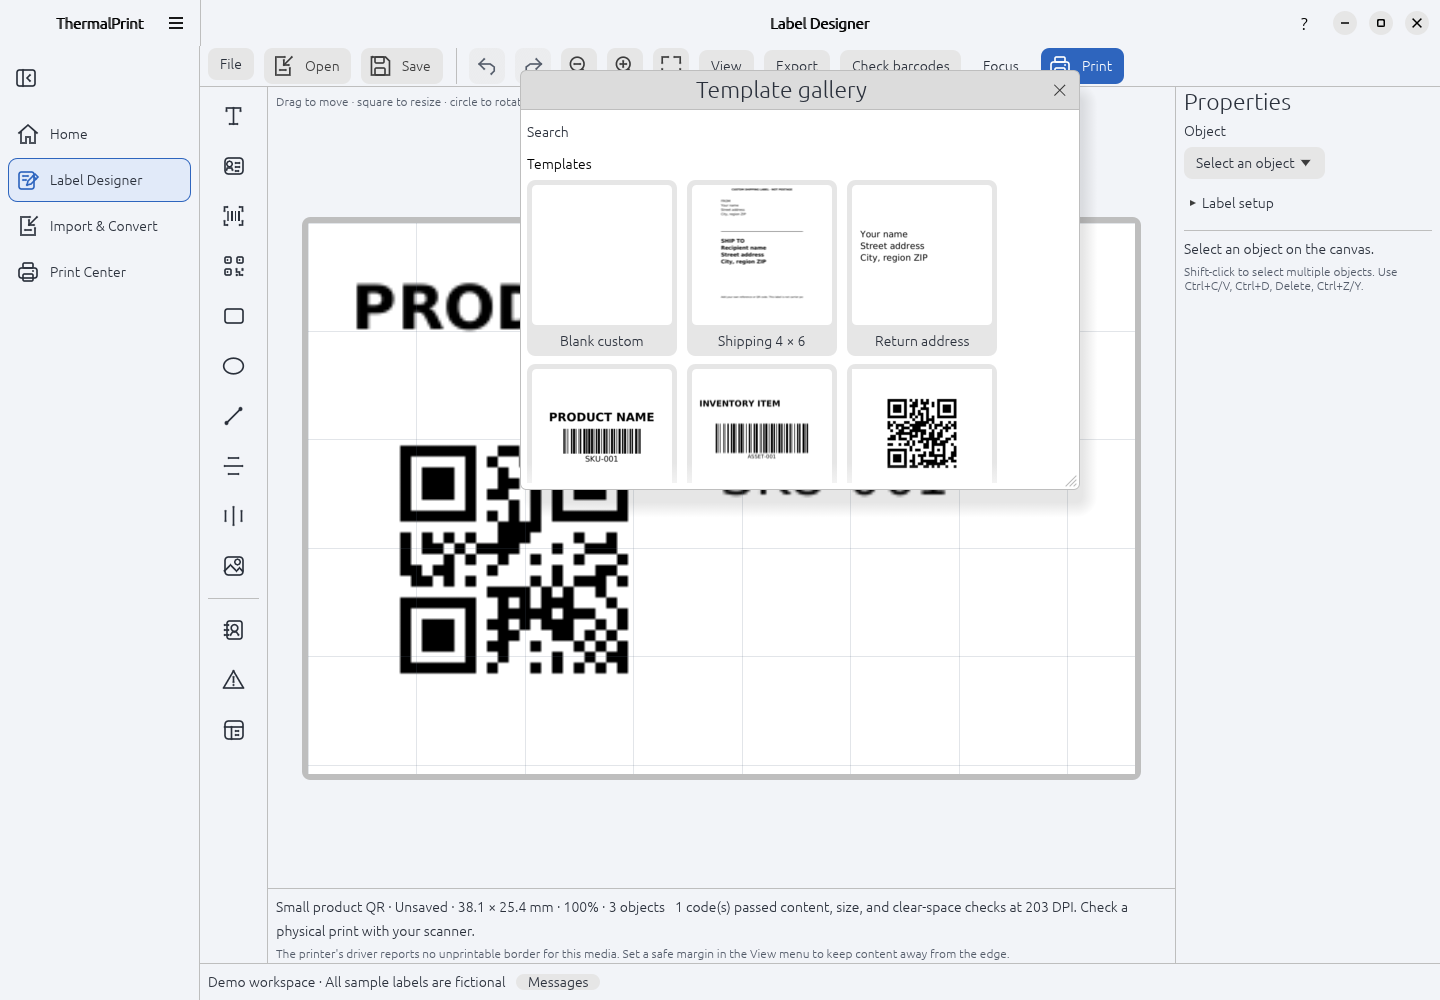 ThermalPrint
Label Designer
?
File
Open
Save
View
Export
Check barcodes
Focus
Print
Home
Label Designer
Import & Convert
Print Center
Drag to move · square to resize · circle to rotat
Template gallery
Search
Templates
Blank custom
SHIP TO
Recipient name
Street address
City, region ZIP
Shipping 4 × 6
Your name
Street address
City, region ZIP
Return address
PRODUCT NAME
SKU-001
INVENTORY ITEM
ASSET-001
PROD
SKU-001
Properties
Object
Select an object
Label setup
Select an object on the canvas.
Shift-click to select multiple objects. Use
Ctrl+C/V, Ctrl+D, Delete, Ctrl+Z/Y.
Small product QR · Unsaved · 38.1 × 25.4 mm · 100% · 3 objects 1 code(s) passed content, size, and clear-space checks at 203 DPI. Check a
physical print with your scanner.
The printer's driver reports no unprintable border for this media. Set a safe margin in the View menu to keep content away from the edge.
Demo workspace · All sample labels are fictional
Messages